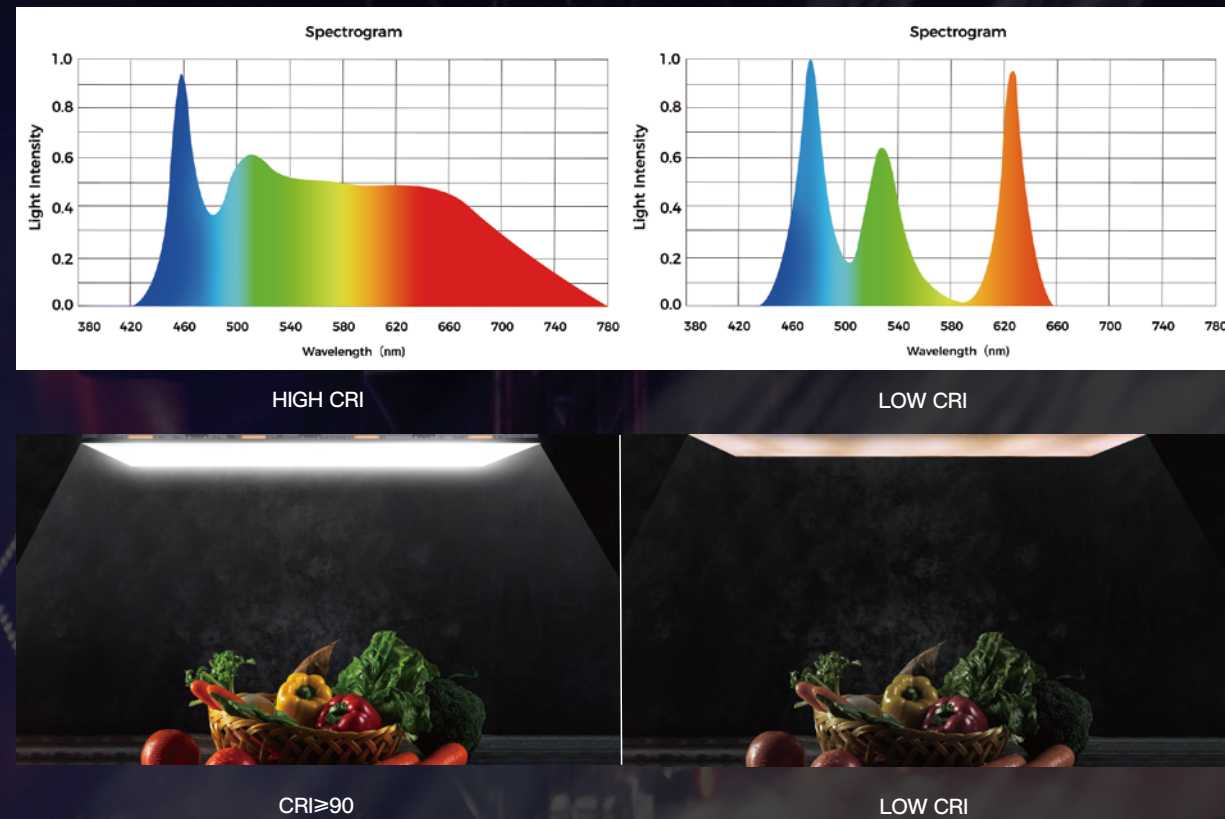 Spectrogram
Light Intensity
1.0
0.8
0.6
0.4
0.2
0.0
380 420 460 500 540 580 620 660 700 740 780
Wavelength (nm)
HIGH CRI
Spectrogram
Light Intensity
1.0
0.8
0.6
0.4
0.2
0.0
380 420 460 500 540 580 620 660 700 740 780
Wavelength (nm)
LOW CRI
CRI≥90
LOW CRI